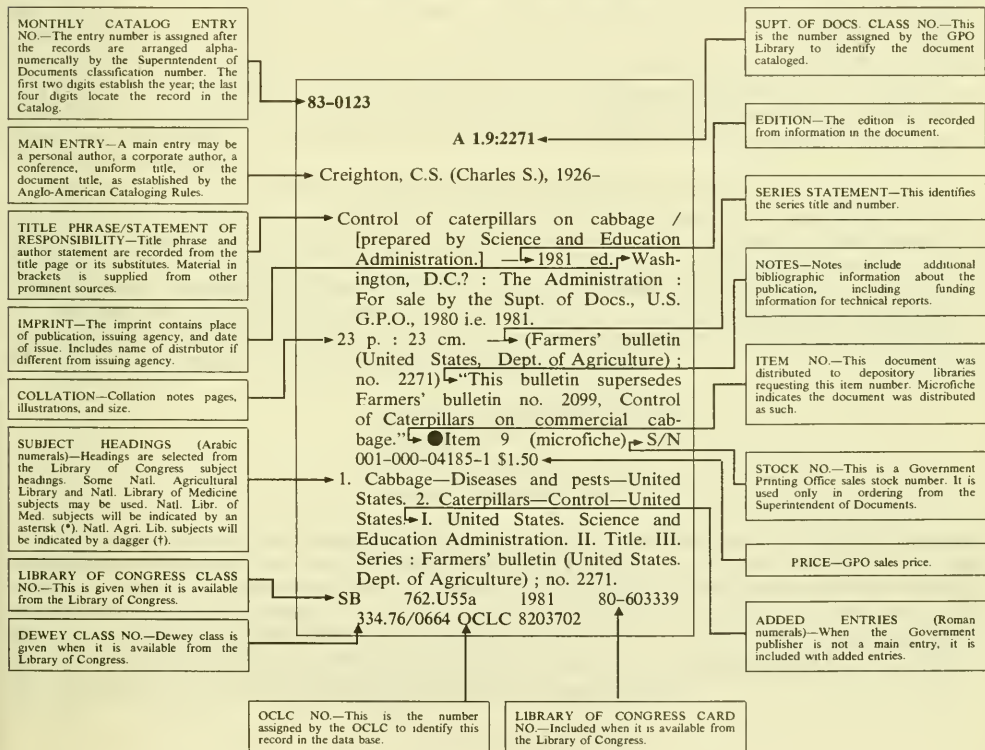 MONTHLY CATALOG ENTRY
NO.—The entry number is assigned after
the records are arranged alpha-
numerically by the Superintendent of
Documents classification number. The
first two digits establish the year; the last
four digits locate the record in the
Catalog.
MAIN ENTRY—A main entry may be
a personal author, a corporate author, a
conference, uniform title, or the
document title, as established by the
Anglo-American Cataloging Rules.
TITLE PHRASE/STATEMENT OF
RESPONSIBILITY—Title phrase and
author statement are recorded from the
title page or its substitutes. Material in
brackets is supplied from other
prominent sources.
IMPRINT—The imprint contains place
of publication, issuing agency, and date
of issue. Includes name of distributor if
different from issuing agency.
COLLATION—Collation notes pages,
illustrations, and size.
SUBJECT HEADINGS (Arabic
numerals)—Headings are selected from
the Library of Congress subject
headings. Some Natl. Agricultural
Library and Natl. Library of Medicine
subjects may be used. Natl. Libr. of
Med. subjects will be indicated by an
astersk (*). Natl. Agri. Lib. subjects will
be indicated by a dagger (†).
LIBRARY OF CONGRESS CLASS
NO.—This is given when it is available
from the Library of Congress.
DEWEY CLASS NO.—Dewey class is
given when it is available from the
Library of Congress.
83-0123
A 1.9:2271
Creighton, C.S. (Charles S.), 1926-
Control of caterpillars on cabbage /
[prepared by Science and Education
Administration.] — 1981 ed. Wash-
ington, D.C.? : The Administration :
For sale by the Supt. of Docs., U.S.
G.P.O., 1980 i.e. 1981.
23 p. : 23 cm. — (Farmers' bulletin
(United States, Dept. of Agriculture) ;
no. 2271) "This bulletin supersedes
Farmers' bulletin no. 2099, Control
of Caterpillars on commercial cab-
bage." ●Item 9 (microfiche) S/N
001-000-04185-1 $1.50
1. Cabbage—Diseases and pests—United
States. 2. Caterpillars—Control—United
States. I. United States. Science and
Education Administration. II. Title. III.
Series : Farmers' bulletin (United States.
Dept. of Agriculture) ; no. 2271.
SB 762.U55a 1981 80-603339
334.76/0664 OCLC 8203702
SUPT. OF DOCS. CLASS NO.—This
is the number assigned by the GPO
Library to identify the document
cataloged.
EDITION—The edition is recorded
from information in the document.
SERIES STATEMENT—This identifies
the series title and number.
NOTES—Notes include additional
bibliographic information about the
publication, including funding
information for technical reports.
ITEM NO.—This document was
distributed to depository libraries
requesting this item number. Microfiche
indicates the document was distributed
as such.
STOCK NO.—This is a Government
Printing Office sales stock number. It is
used only in ordering from the
Superintendent of Documents.
PRICE—GPO sales price.
ADDED ENTRIES (Roman
numerals)—When the Government
publisher is not a main entry, it is
included with added entries.
OCLC NO.—This is the number
assigned by the OCLC to identify this
record in the data base.
LIBRARY OF CONGRESS CARD
NO.—Included when it is available from
the Library of Congress.